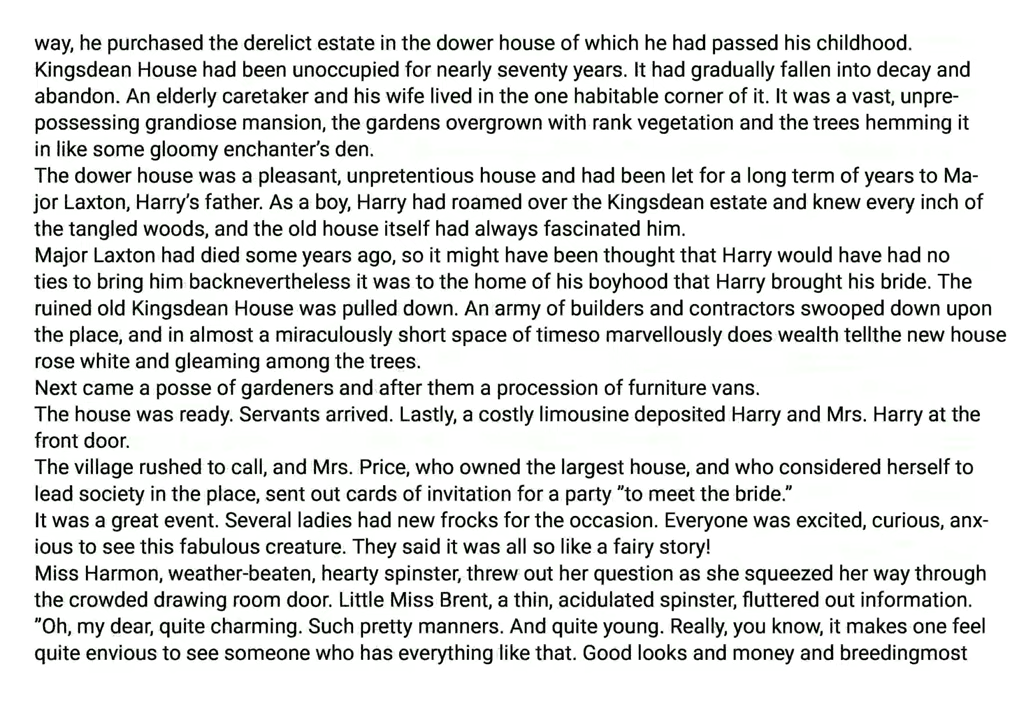 way, he purchased the derelict estate in the dower house of which he had passed his childhood.
Kingsdean House had been unoccupied for nearly seventy years. It had gradually fallen into decay and
abandon. An elderly caretaker and his wife lived in the one habitable corner of it. It was a vast, unpre-
possessing grandiose mansion, the gardens overgrown with rank vegetation and the trees hemming it
in like some gloomy enchanter's den.
The dower house was a pleasant, unpretentious house and had been let for a long term of years to Ma-
jor Laxton, Harry's father. As a boy, Harry had roamed over the Kingsdean estate and knew every inch of
the tangled woods, and the old house itself had always fascinated him.
Major Laxton had died some years ago, so it might have been thought that Harry would have had no
ties to bring him backnevertheless it was to the home of his boyhood that Harry brought his bride. The
ruined old Kingsdean House was pulled down. An army of builders and contractors swooped down upon
the place, and in almost a miraculously short space of timeso marvellously does wealth tellthe new house
rose white and gleaming among the trees.
Next came a posse of gardeners and after them a procession of furniture vans.
The house was ready. Servants arrived. Lastly, a costly limousine deposited Harry and Mrs. Harry at the
front door.
The village rushed to call, and Mrs. Price, who owned the largest house, and who considered herself to
lead society in the place, sent out cards of invitation for a party ”to meet the bride.”
It was a great event. Several ladies had new frocks for the occasion. Everyone was excited, curious, anx-
ious to see this fabulous creature. They said it was all so like a fairy story!
Miss Harmon, weather-beaten, hearty spinster, threw out her question as she squeezed her way through
the crowded drawing room door. Little Miss Brent, a thin, acidulated spinster, fluttered out information.
”Oh, my dear, quite charming. Such pretty manners. And quite young. Really, you know, it makes one feel
quite envious to see someone who has everything like that. Good looks and money and breedingmost